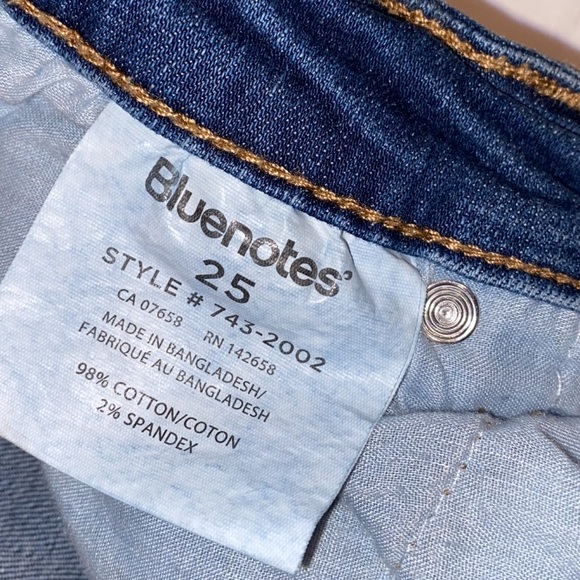 Bluenotes
25
STYLE # 743-2002
CA 07658 RN 142658
MADE IN BANGLADESH/
FABRIQUÉ AU BANGLADESH
98% COTTON/COTON
2% SPANDEX